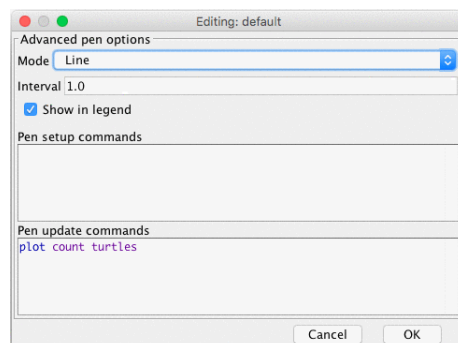 Editing: default
Advanced pen options
Mode Line
Interval 1.0
Show in legend
Pen setup commands
Pen update commands
plot count turtles
Cancel OK